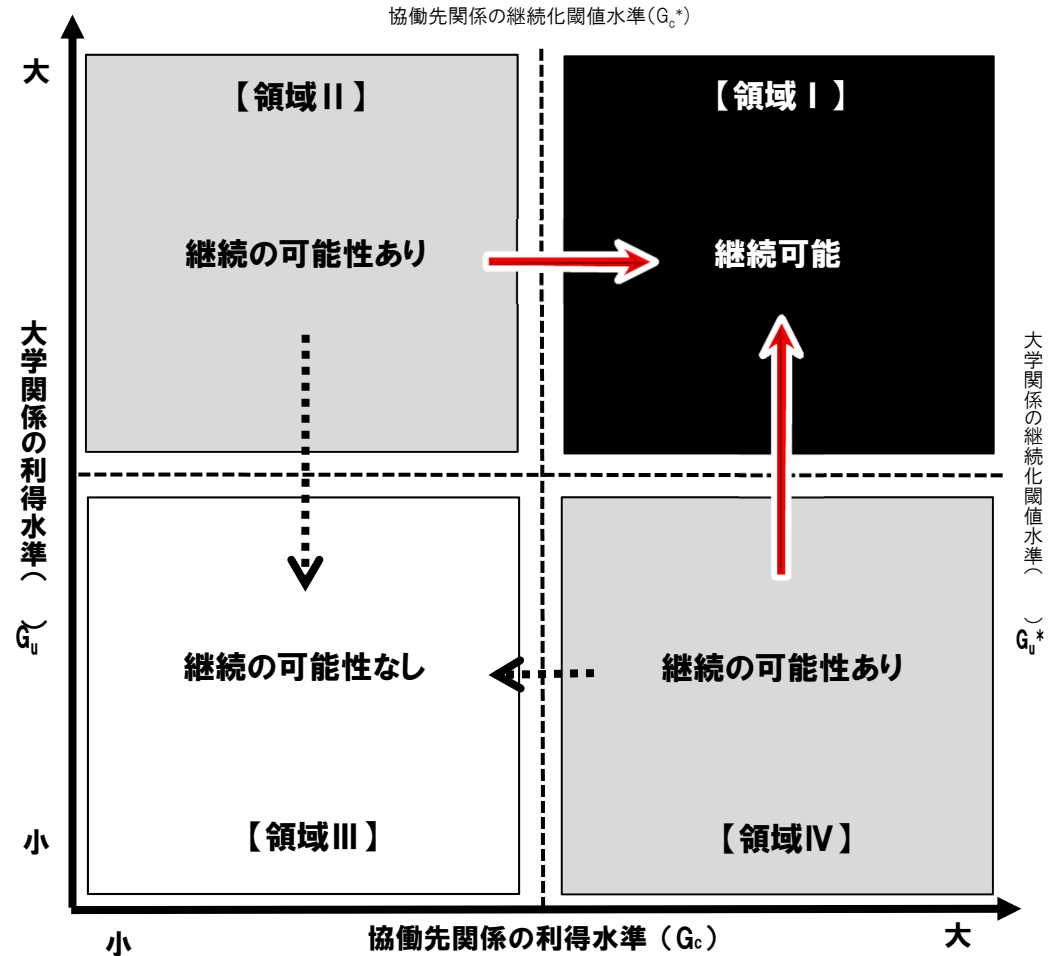 協働先関係の継続化閾値水準(Gc*)
大
【領域Ⅱ】
【領域Ⅰ】
継続の可能性あり
継続可能
大学関係の利得水準( )
Gu
大学関係の継続化閾値水準( )
Gu*
継続の可能性なし
継続の可能性あり
【領域Ⅲ】
【領域Ⅳ】
小
小
協働先関係の利得水準(Gc)
大